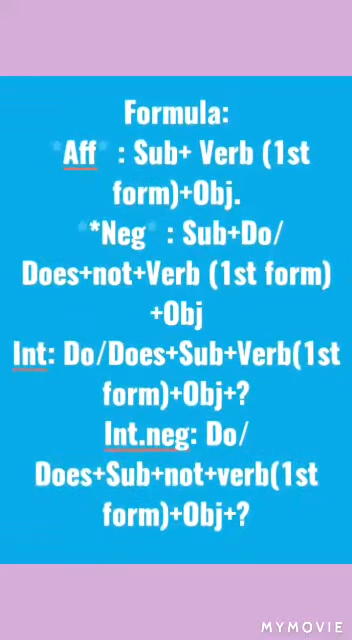 Formula:
*Aff* : Sub+ Verb (1st
form)+Obj.
**Neg* : Sub+Do/
Does+not+Verb (1st form)
+Obj
Int: Do/Does+Sub+Verb(1st
form)+Obj+?
Int.neg: Do/
Does+Sub+not+verb(1st
form)+Obj+?
MYMOVIE